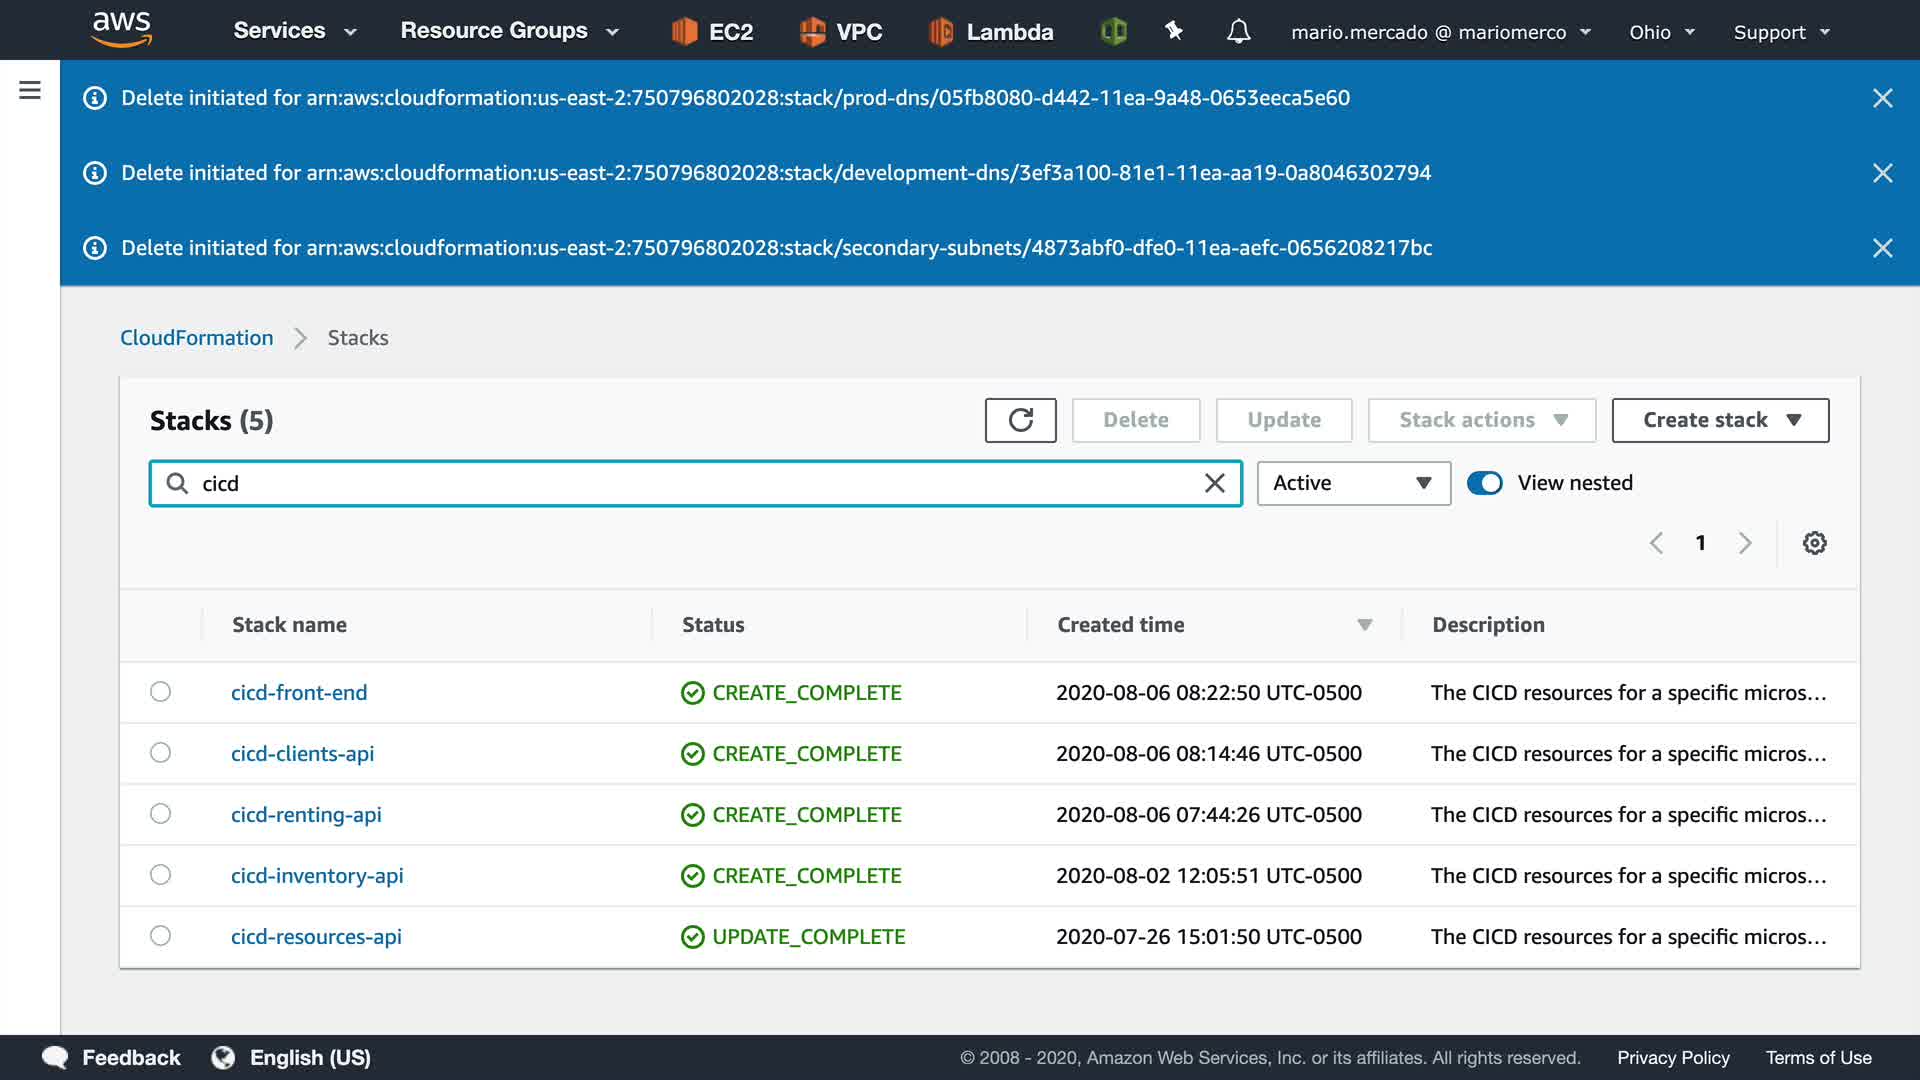 aws Services Resource Groups EC2 VPC Lambda mario.mercado @ mariomerco Ohio Support
Delete initiated for arn:aws:cloudformation:us-east-2:750796802028:stack/prod-dns/05fb8080-d442-11ea-9a48-0653eeca5e60
Delete initiated for arn:aws:cloudformation:us-east-2:750796802028:stack/development-dns/3ef3a100-81e1-11ea-aa19-0a8046302794
Delete initiated for arn:aws:cloudformation:us-east-2:750796802028:stack/secondary-subnets/4873abf0-dfe0-11ea-aefc-0656208217bc
CloudFormation Stacks
Stacks (5) Delete Update Stack actions Create stack
cicd Active View nested
1
Stack name Status Created time Description
cicd-front-end CREATE_COMPLETE 2020-08-06 08:22:50 UTC-0500 The CICD resources for a specific micros...
cicd-clients-api CREATE_COMPLETE 2020-08-06 08:14:46 UTC-0500 The CICD resources for a specific micros...
cicd-renting-api CREATE_COMPLETE 2020-08-06 07:44:26 UTC-0500 The CICD resources for a specific micros...
cicd-inventory-api CREATE_COMPLETE 2020-08-02 12:05:51 UTC-0500 The CICD resources for a specific micros...
cicd-resources-api UPDATE_COMPLETE 2020-07-26 15:01:50 UTC-0500 The CICD resources for a specific micros...
Feedback English (US) © 2008 - 2020, Amazon Web Services, Inc. or its affiliates. All rights reserved. Privacy Policy Terms of Use